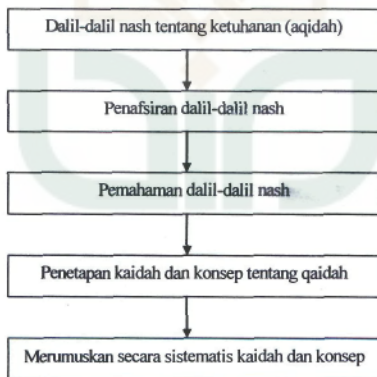 Dalil-dalil nash tentang ketuhanan (aqidah)
Penafsiran dalil-dalil nash
Pemahaman dalil-dalil nash
Penetapan kaidah dan konsep tentang qaidah
Merumuskan secara sistematis kaidah dan konsep